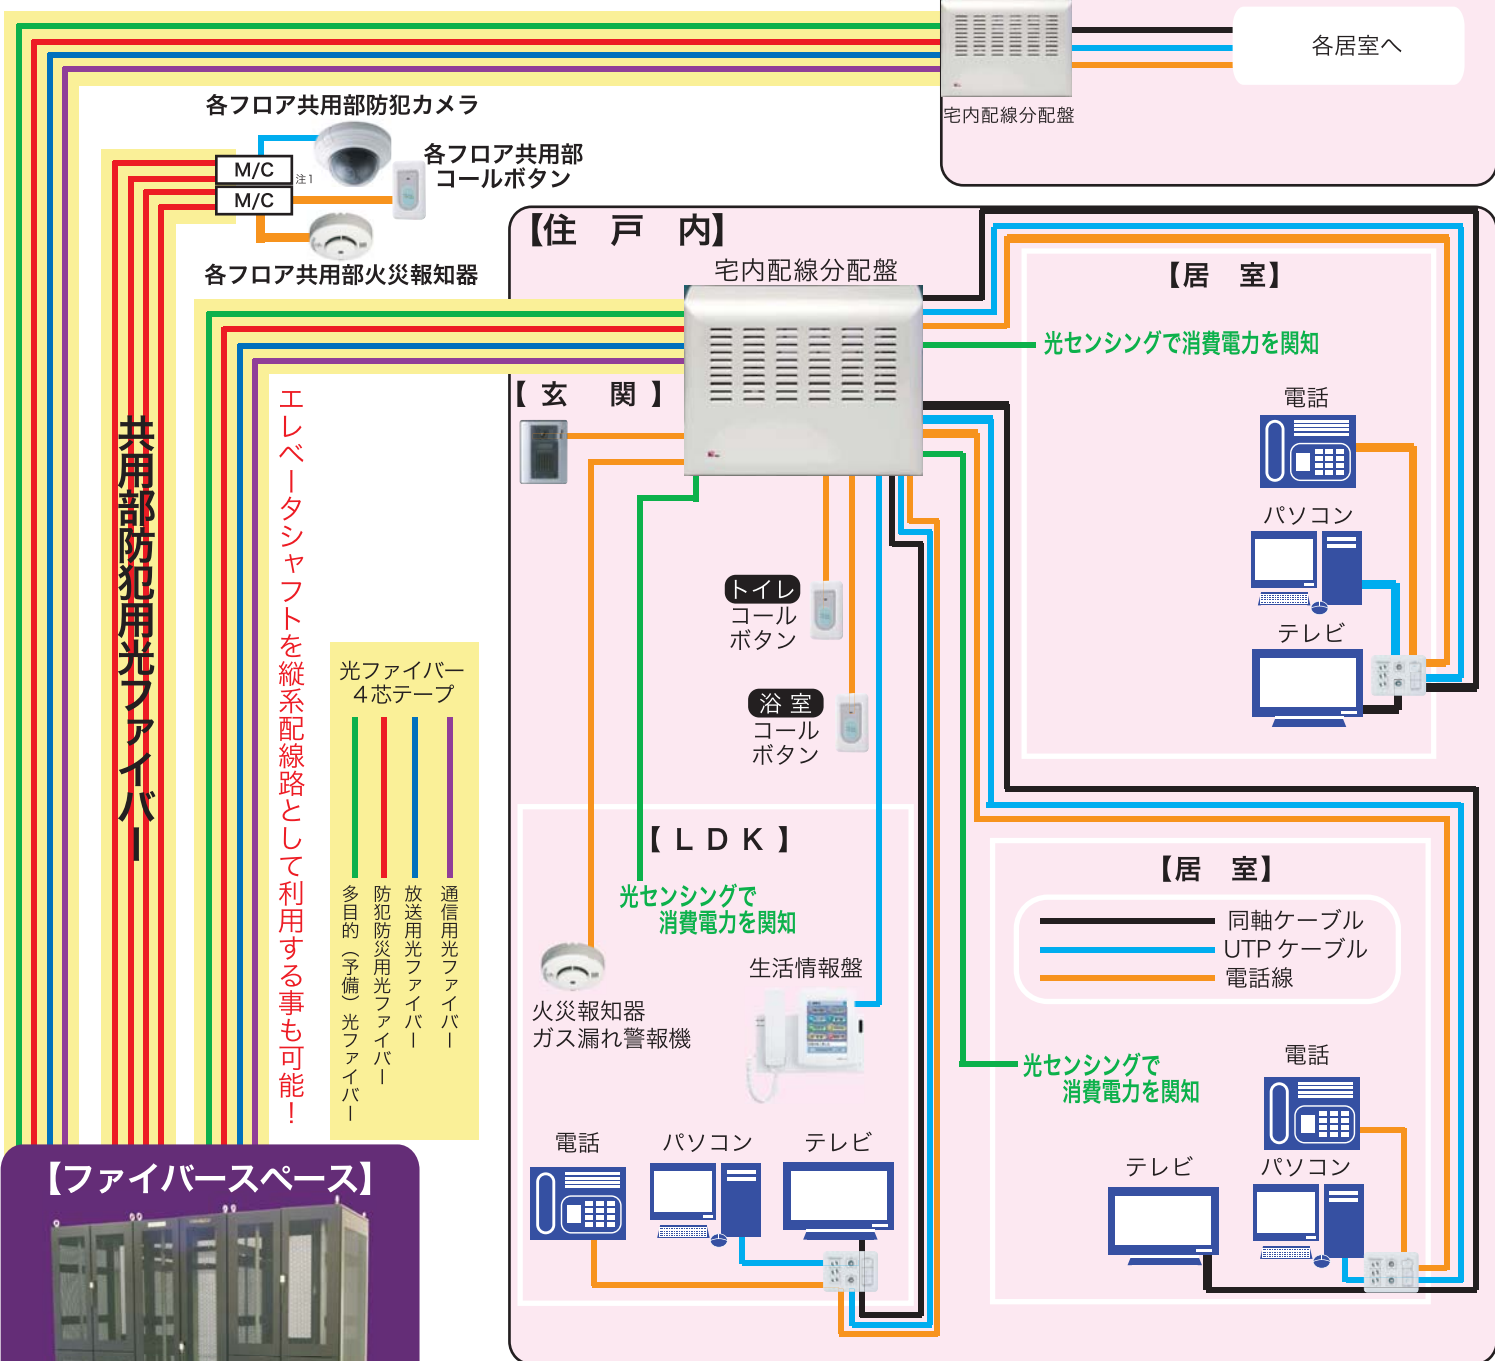 各居室へ
宅内配線分配盤
各フロア共用部防犯カメラ
M/C
注1
M/C
各フロア共用部
コールボタン
各フロア共用部火災報知器
【住　戸　内】
宅内配線分配盤
【居　室】
光センシングで消費電力を関知
【玄　関】
電話
パソコン
テレビ
共用部防犯用光ファイバー
エレベータシャフトを縦系配線路として利用する事も可能！
トイレ
コール
ボタン
浴室
コール
ボタン
光ファイバー
4芯テープ
多目的（予備）光ファイバー
防犯防災用光ファイバー
放送用光ファイバー
通信用光ファイバー
【ＬＤＫ】
光センシングで
消費電力を関知
火災報知器
ガス漏れ警報機
生活情報盤
電話
パソコン
テレビ
【居　室】
同軸ケーブル
UTP ケーブル
電話線
光センシングで
消費電力を関知
電話
テレビ
パソコン
【ファイバースペース】